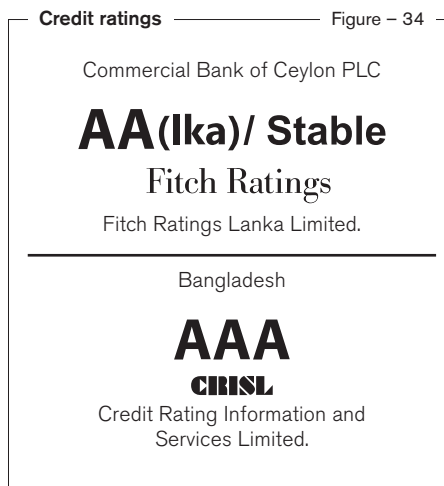 Credit ratings Figure – 34
Commercial Bank of Ceylon PLC
AA(lka)/ Stable
Fitch Ratings
Fitch Ratings Lanka Limited.
Bangladesh
AAA
CRISL
Credit Rating Information and
Services Limited.